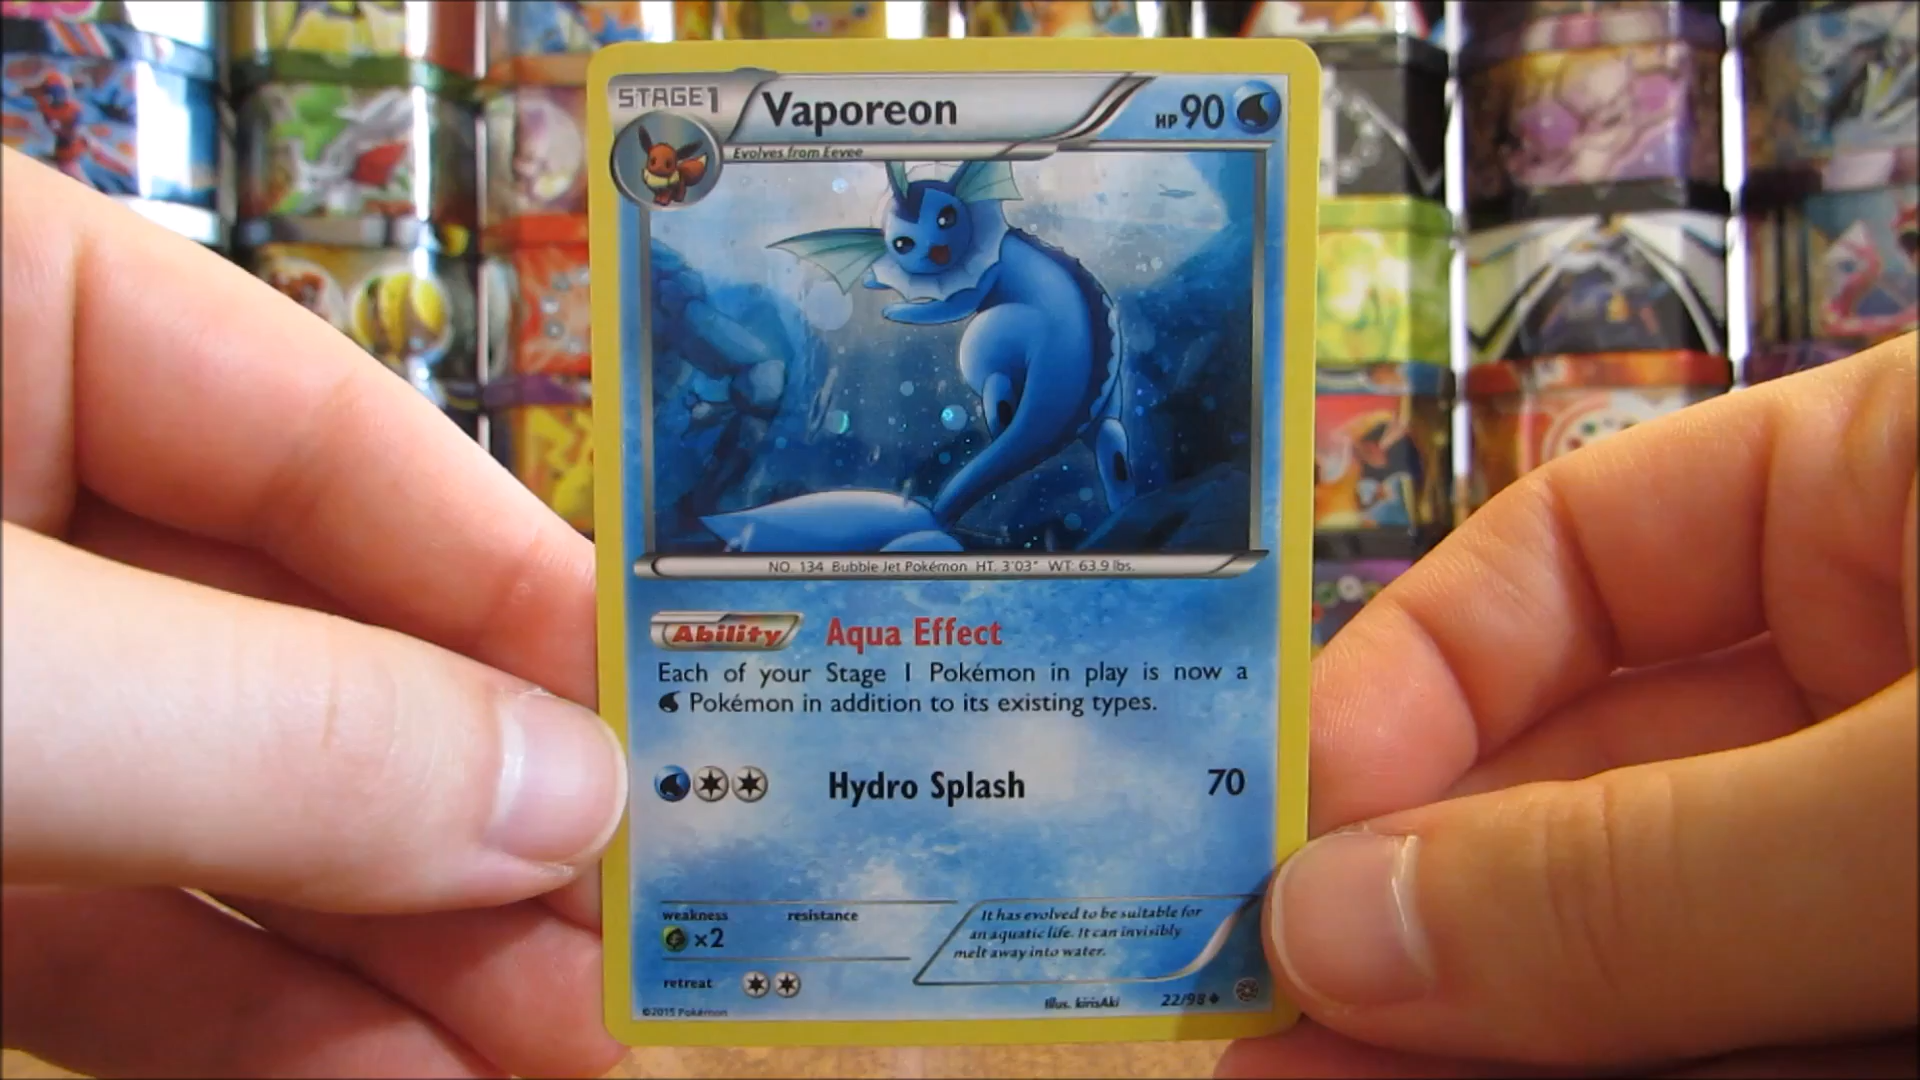 STAGE1
Vaporeon
HP 90
Evolves from Eevee
NO. 134 Bubble Jet Pokémon HT. 3'03" WT. 63.9 lbs.
Ability Aqua Effect
Each of your Stage 1 Pokémon in play is now a
Pokémon in addition to its existing types.
Hydro Splash 70
weakness resistance
×2
It has evolved to be suitable for
an aquatic life. It can invisibly
melt away into water.
retreat
Illus. kirisAki 22/98
©2015 Pokémon